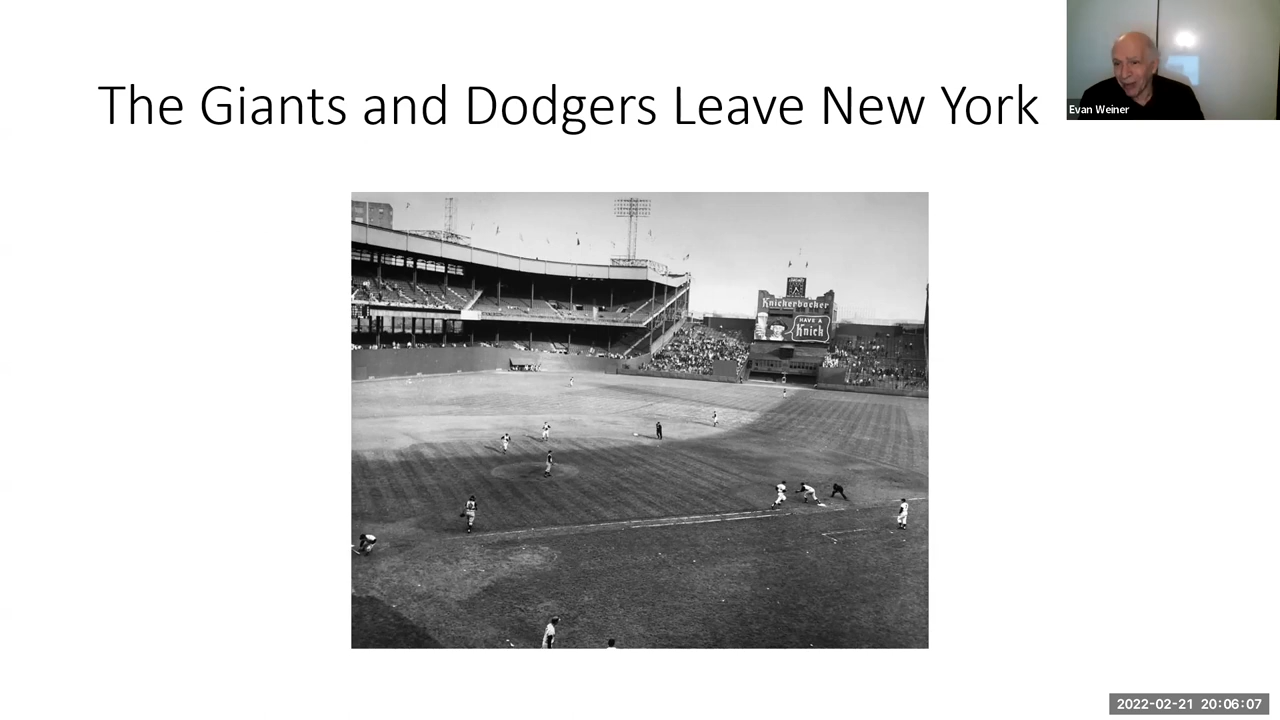 The Giants and Dodgers Leave New York
Evan Weiner
Knickerbocker
HAVE A
Knick
2022-02-21 20:06:07